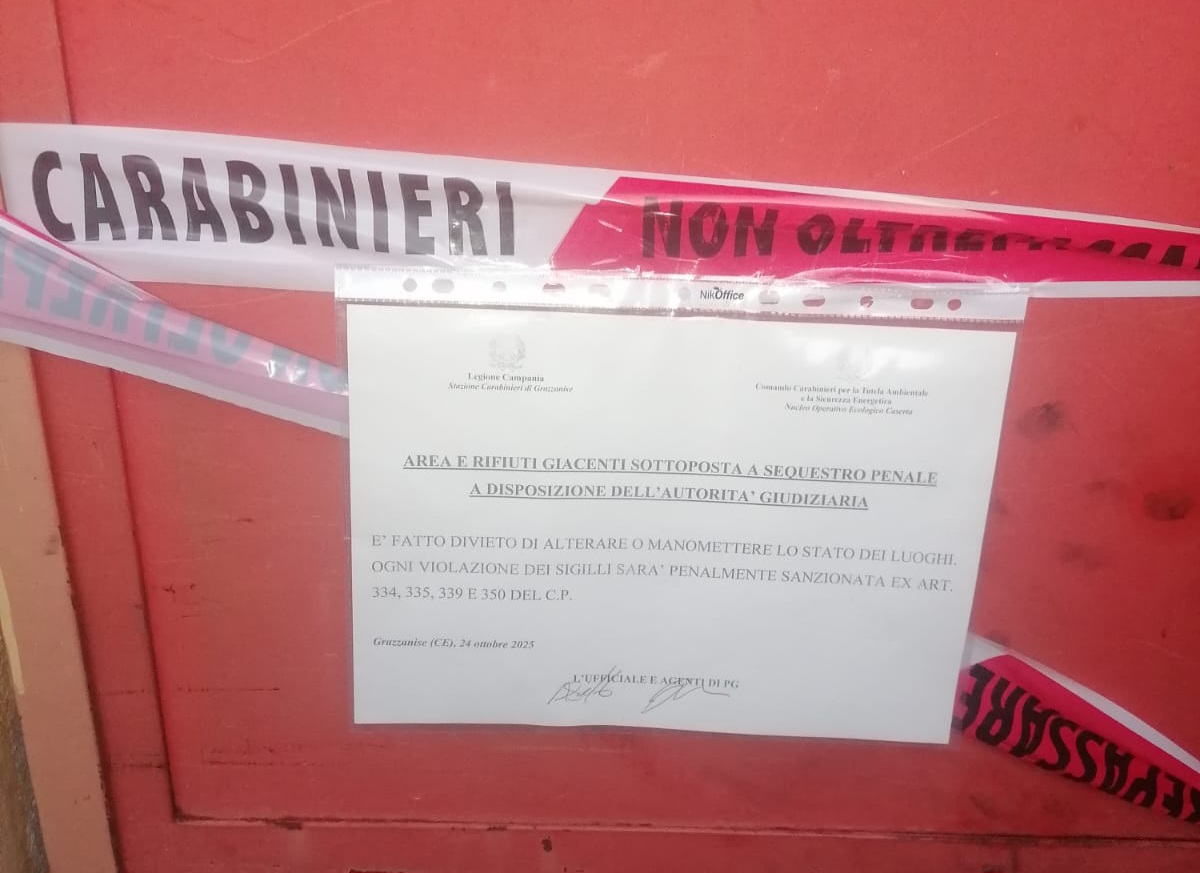 CARABINIERI NON OLTREPASSA
NikOffice
Legione Campania
Stazione Carabinieri di Grazzanise
Comando Carabinieri per la Tutela Ambientale
e la Sicurezza Energetica
Nucleo Operativo Ecologico Caserta
AREA E RIFIUTI GIACENTI SOTTOPOSTA A SEQUESTRO PENALE
A DISPOSIZIONE DELL'AUTORITA' GIUDIZIARIA
E' FATTO DIVIETO DI ALTERARE O MANOMETTERE LO STATO DEI LUOGHI.
OGNI VIOLAZIONE DEI SIGILLI SARA' PENALMENTE SANZIONATA EX ART.
334, 335, 339 E 350 DEL C.P.
Grazzanise (CE), 24 ottobre 2025
L'UFFICIALE E AGENTI DI PG
REPASSARE